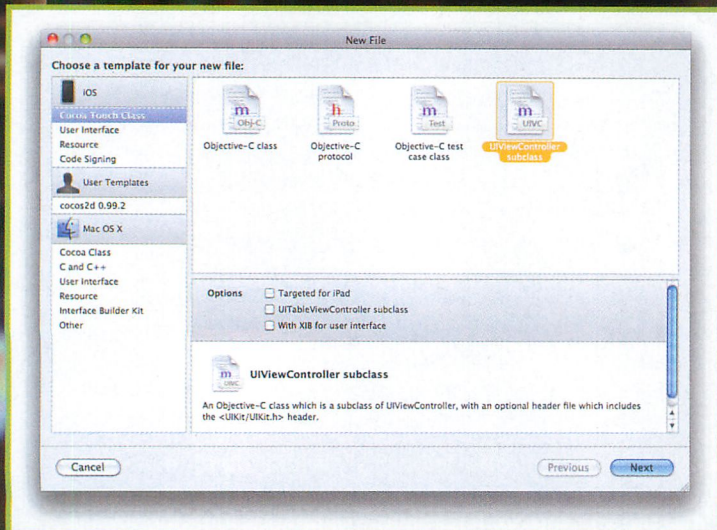 New File
Choose a template for your new file:
iOS
Cocoa Touch Class
User Interface
Resource
Code Signing
User Templates
cocos2d 0.99.2
Mac OS X
Cocoa Class
C and C++
User Interface
Resource
Interface Builder Kit
Other
m
Obj-C
Objective-C class
h
Proto
Objective-C
protocol
m
Test
Objective-C test
case class
m
UIVC
UIViewController
subclass
Options
Targeted for iPad
UITableViewController subclass
With XIB for user interface
m
UIVC
UIViewController subclass
An Objective-C class which is a subclass of UIViewController, with an optional header file which includes
the <UIKit/UIKit.h> header.
Cancel
Previous
Next